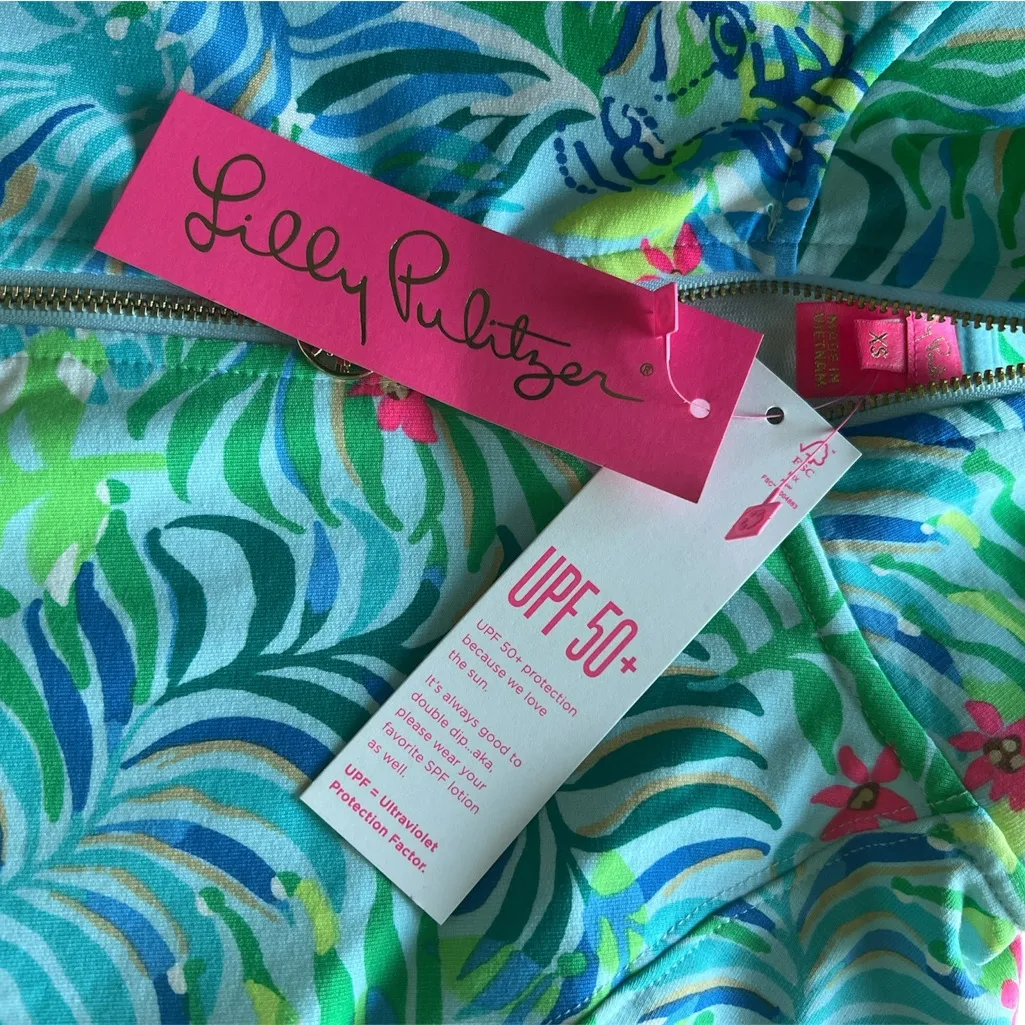 Lilly Pulitzer®
MADE IN
VIETNAM
XS
FSC
UPF 50+
UPF 50+ protection
because we love
the sun.
It's always good to
double dip...aka,
please wear your
favorite SPF lotion
as well.
UPF = Ultraviolet
Protection Factor.